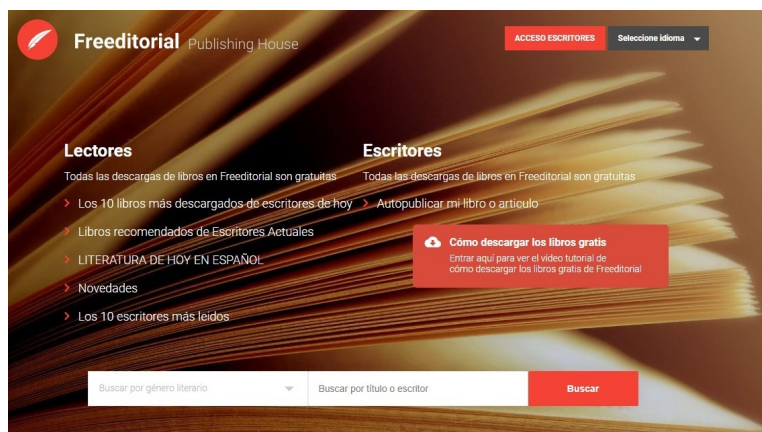 Freeditorial Publishing House
ACCESO ESCRITORES
Seleccione idioma
Lectores
Todas las descargas de libros en Freeditorial son gratuitas
Los 10 libros más descargados de escritores de hoy
Libros recomendados de Escritores Actuales
LITERATURA DE HOY EN ESPAÑOL
Novedades
Los 10 escritores más leidos
Escritores
Todas las descargas de libros en Freeditorial son gratuitas
Autopublicar mi libro o articulo
Cómo descargar los libros gratis
Entrar aquí para ver el vídeo tutorial de
cómo descargar los libros gratis de Freeditorial
Buscar por género literario
Buscar por título o escritor
Buscar